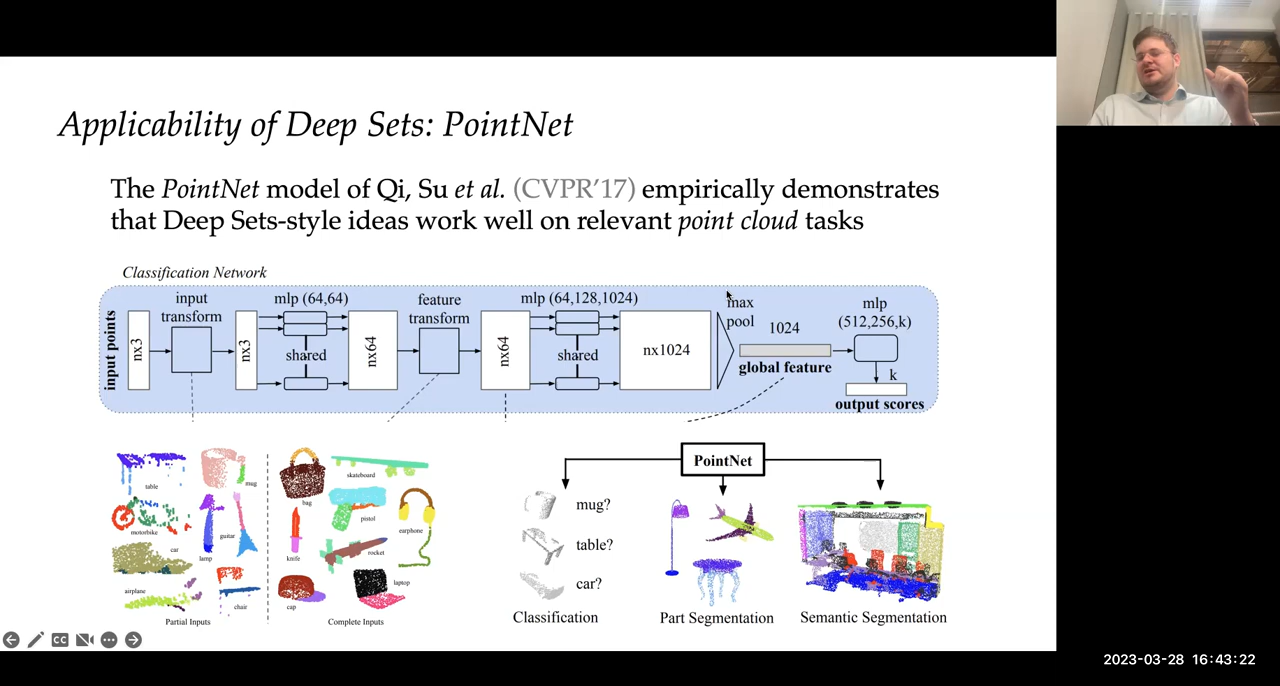 Applicability of Deep Sets: PointNet
The PointNet model of Qi, Su et al. (CVPR'17) empirically demonstrates
that Deep Sets-style ideas work well on relevant point cloud tasks
Classification Network
input points
nx3
input
transform
nx3
mlp (64,64)
shared
nx64
feature
transform
nx64
mlp (64,128,1024)
shared
nx1024
max
pool
1024
global feature
mlp
(512,256,k)
k
output scores
table
mug
motorbike
guitar
lamp
car
airplane
chair
Partial Inputs
bag
skateboard
pistol
earphone
knife
rocket
cap
laptop
Complete Inputs
PointNet
mug?
table?
car?
Classification
Part Segmentation
Semantic Segmentation
CC
2023-03-28 16:43:22